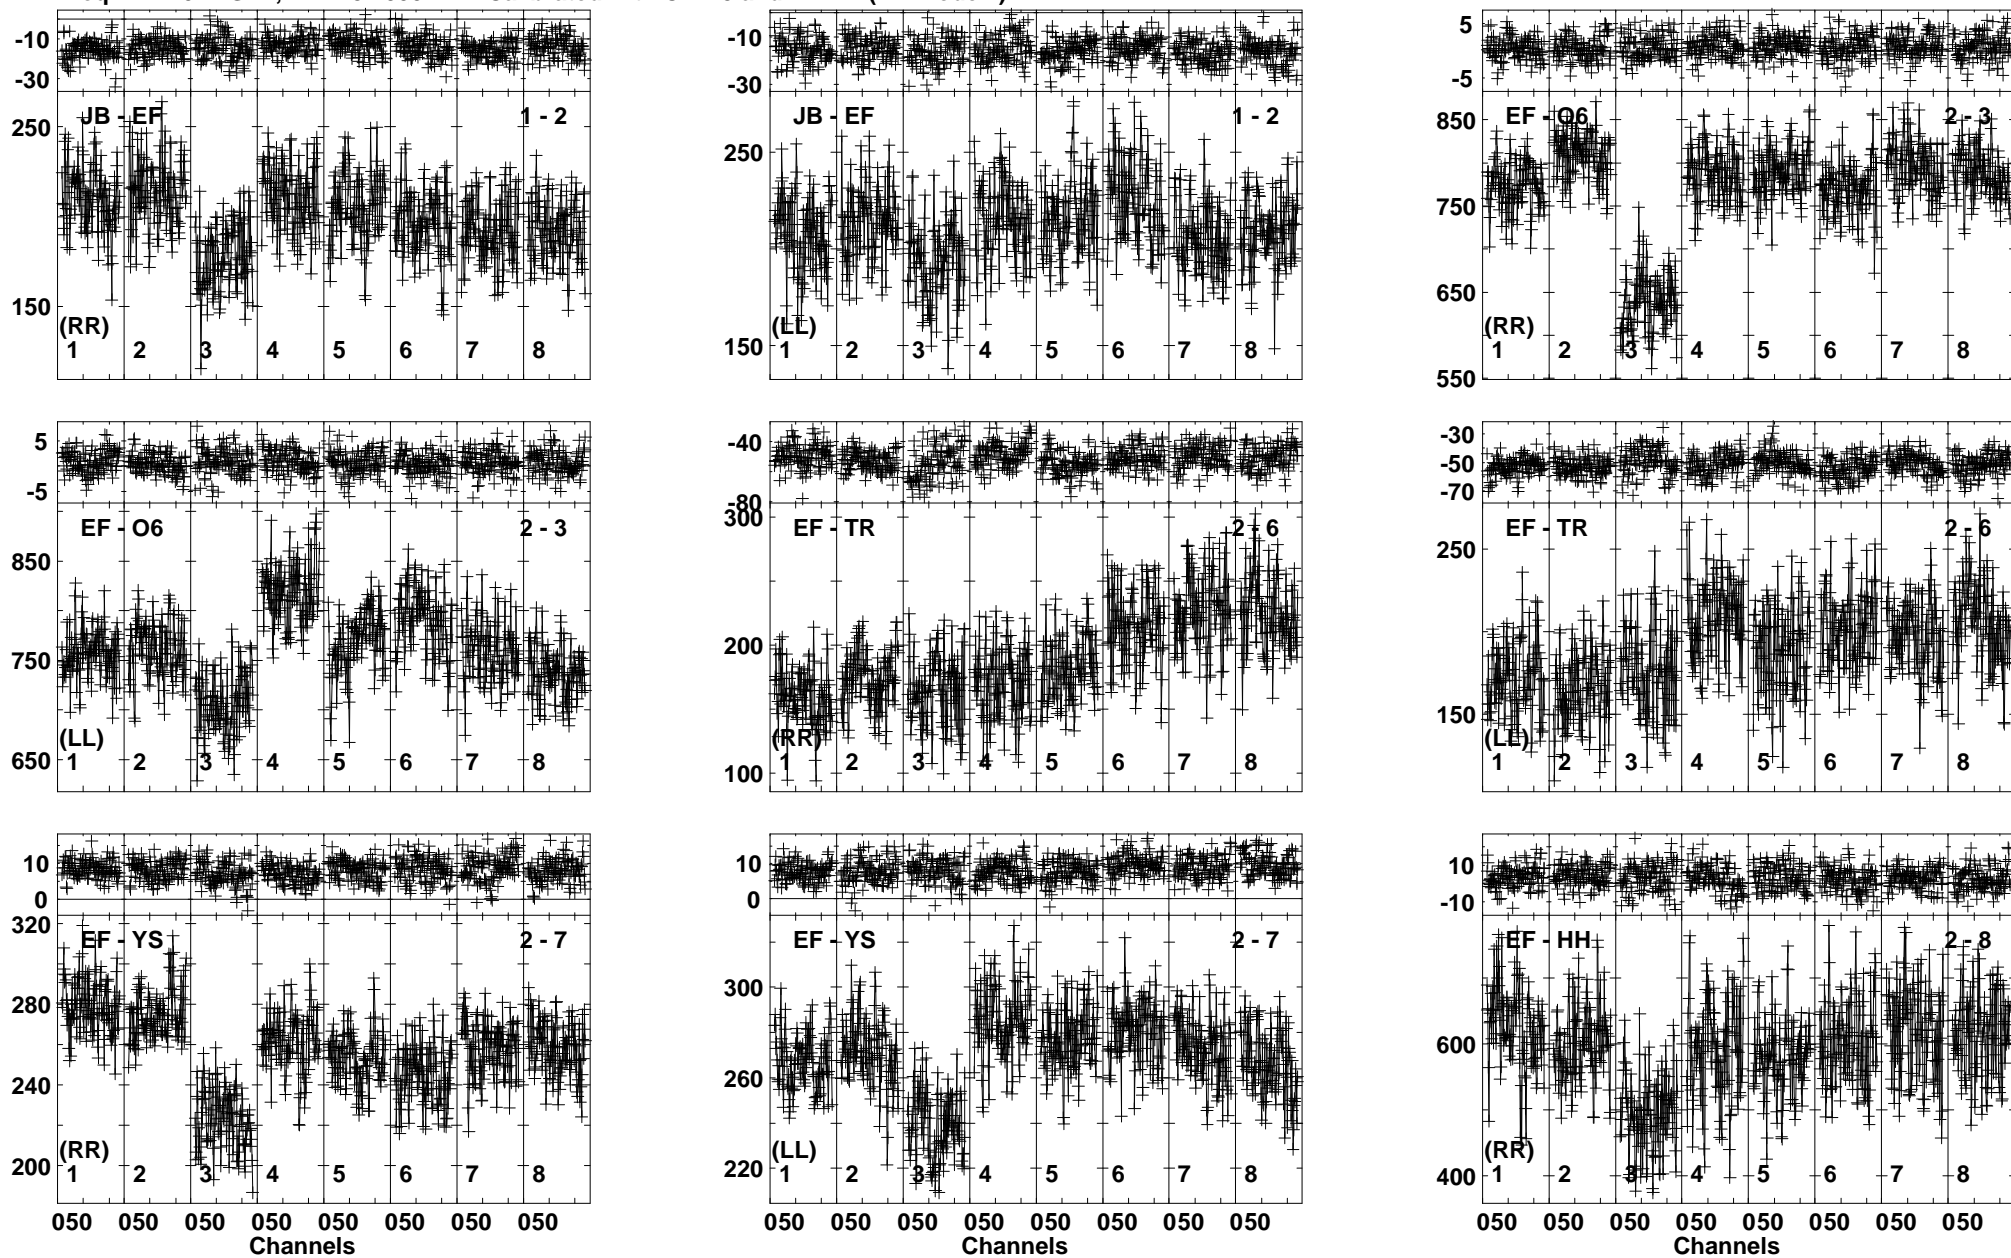 -10
-30
250
150
JB - EF 1 - 2
(RR)
1 2 3 4 5 6 7 8
-10
-30
250
150
JB - EF 1 - 2
(LL)
1 2 3 4 5 6 7 8
5
-5
850
750
650
550
EF - O6 2 - 3
(RR)
1 2 3 4 5 6 7 8
5
-5
850
750
650
EF - O6 2 - 3
(LL)
1 2 3 4 5 6 7 8
-40
-80
300
200
100
EF - TR 2 - 6
(RR)
1 2 3 4 5 6 7 8
-30
-50
-70
250
150
EF - TR 2 - 6
(LL)
1 2 3 4 5 6 7 8
10
0
320
280
240
200
EF - YS 2 - 7
(RR)
1 2 3 4 5 6 7 8
050 050 050 050 050 050 050 050
Channels
10
0
300
260
220
EF - YS 2 - 7
(LL)
1 2 3 4 5 6 7 8
050 050 050 050 050 050 050 050
Channels
10
-10
600
400
EF - HH 2 - 8
(RR)
1 2 3 4 5 6 7 8
050 050 050 050 050 050 050 050
Channels